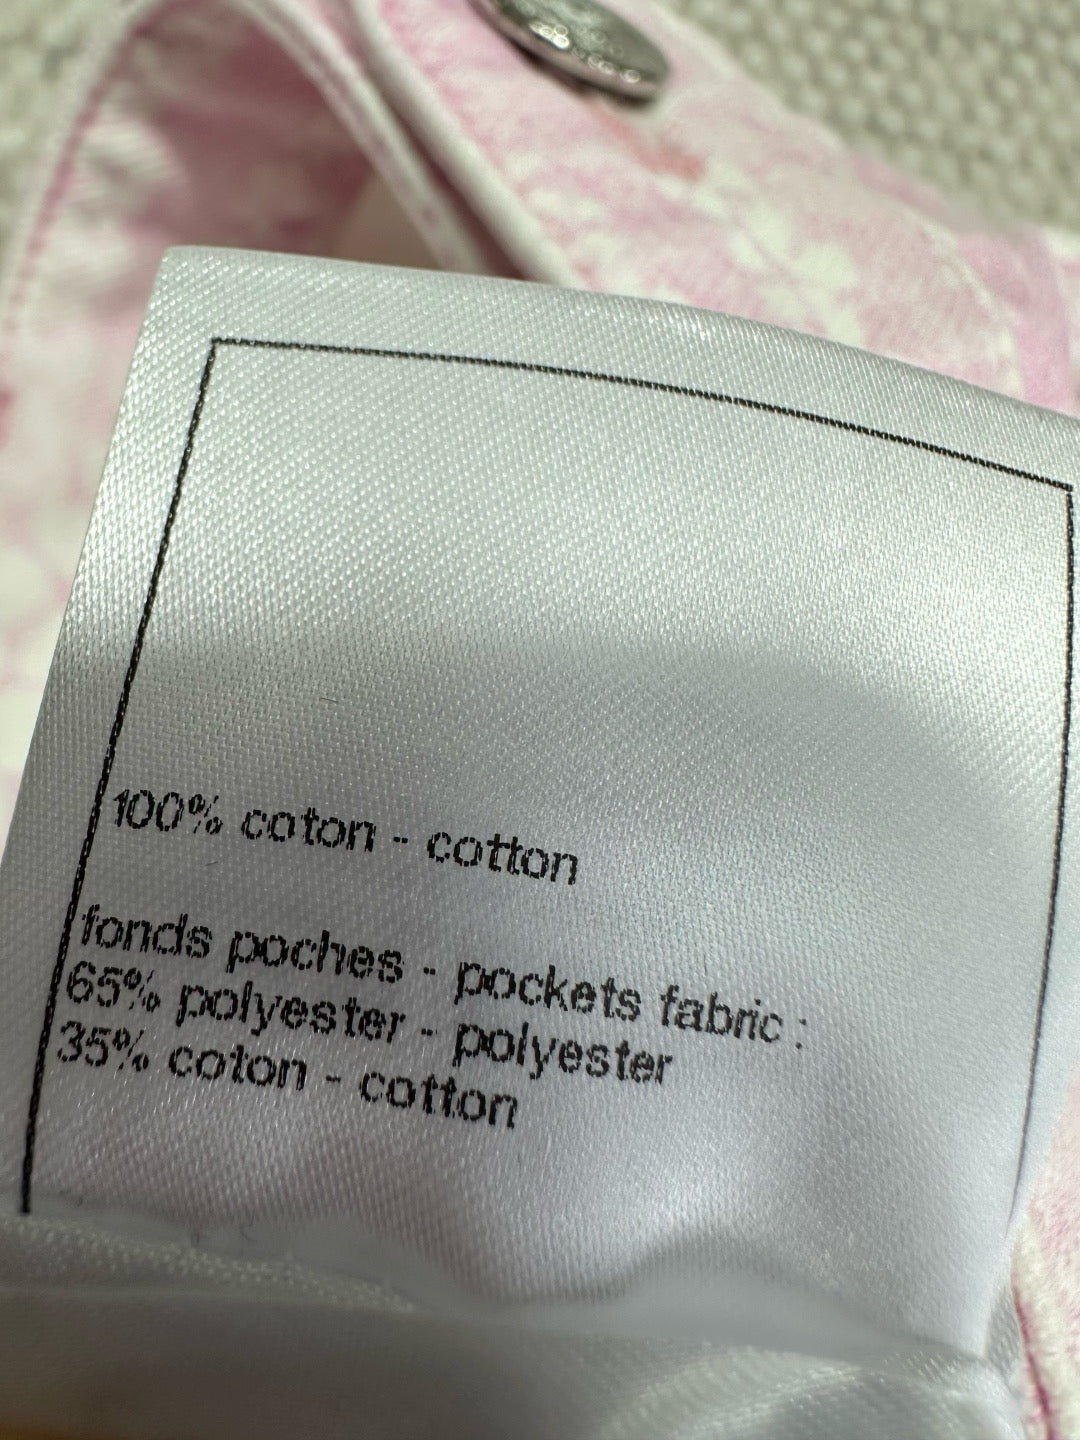 100% coton - cotton
fonds poches - pockets fabric :
65% polyester - polyester
35% coton - cotton